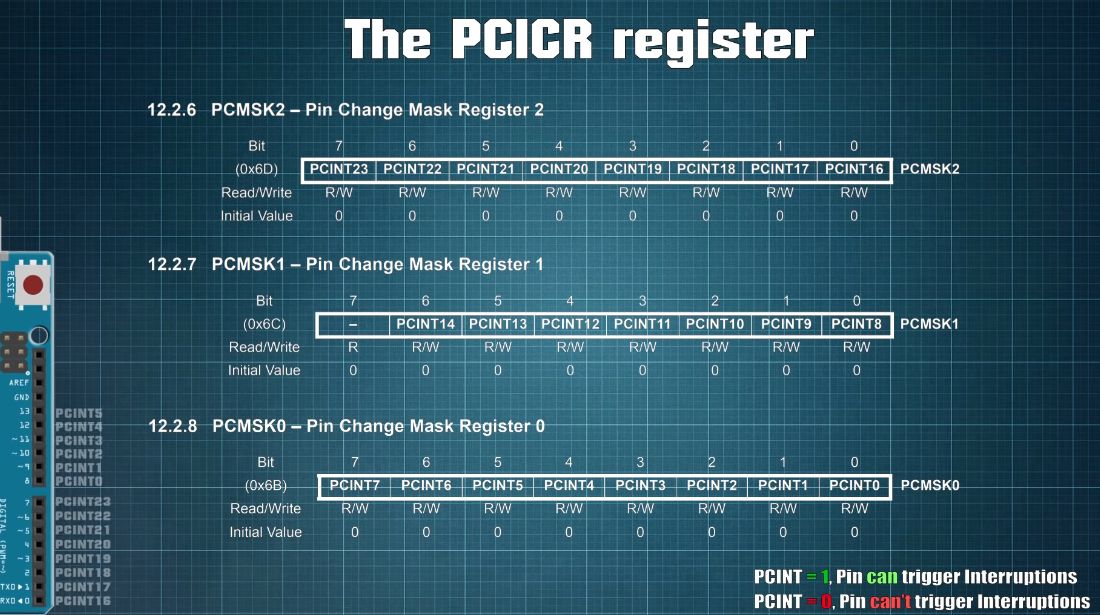 The PCICR register
12.2.6 PCMSK2 – Pin Change Mask Register 2
Bit 7 6 5 4 3 2 1 0
(0x6D) PCINT23 PCINT22 PCINT21 PCINT20 PCINT19 PCINT18 PCINT17 PCINT16 PCMSK2
Read/Write R/W R/W R/W R/W R/W R/W R/W R/W
Initial Value 0 0 0 0 0 0 0 0
12.2.7 PCMSK1 – Pin Change Mask Register 1
Bit 7 6 5 4 3 2 1 0
(0x6C) – PCINT14 PCINT13 PCINT12 PCINT11 PCINT10 PCINT9 PCINT8 PCMSK1
Read/Write R R/W R/W R/W R/W R/W R/W R/W
Initial Value 0 0 0 0 0 0 0 0
12.2.8 PCMSK0 – Pin Change Mask Register 0
Bit 7 6 5 4 3 2 1 0
(0x6B) PCINT7 PCINT6 PCINT5 PCINT4 PCINT3 PCINT2 PCINT1 PCINT0 PCMSK0
Read/Write R/W R/W R/W R/W R/W R/W R/W R/W
Initial Value 0 0 0 0 0 0 0 0
RESET
AREF
GND
13 PCINT5
12 PCINT4
~11 PCINT3
~10 PCINT2
~9 PCINT1
8 PCINT0
7 PCINT23
~6 PCINT22
~5 PCINT21
4 PCINT20
~3 PCINT19
2 PCINT18
TXD▶1 PCINT17
RXD◀0 PCINT16
DIGITAL (PWM=~)
PCINT = 1, Pin can trigger Interruptions
PCINT = 0, Pin can't trigger Interruptions